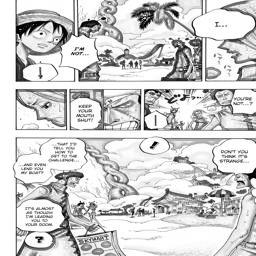 I...
I'M
NOT...
!
YOU'RE
NOT...?
KEEP
YOUR
MOUTH
SHUT!
!
!
DON'T
YOU THINK
IT'S
STRANGE...
THAT I'D
TELL YOU
HOW TO
GET TO THE
CHALLENGE...
AND EVEN
LEND YOU
MY BOAT?
IT'S ALMOST
AS THOUGH
I'M LEADING
YOU TO
YOUR DOOM.
?